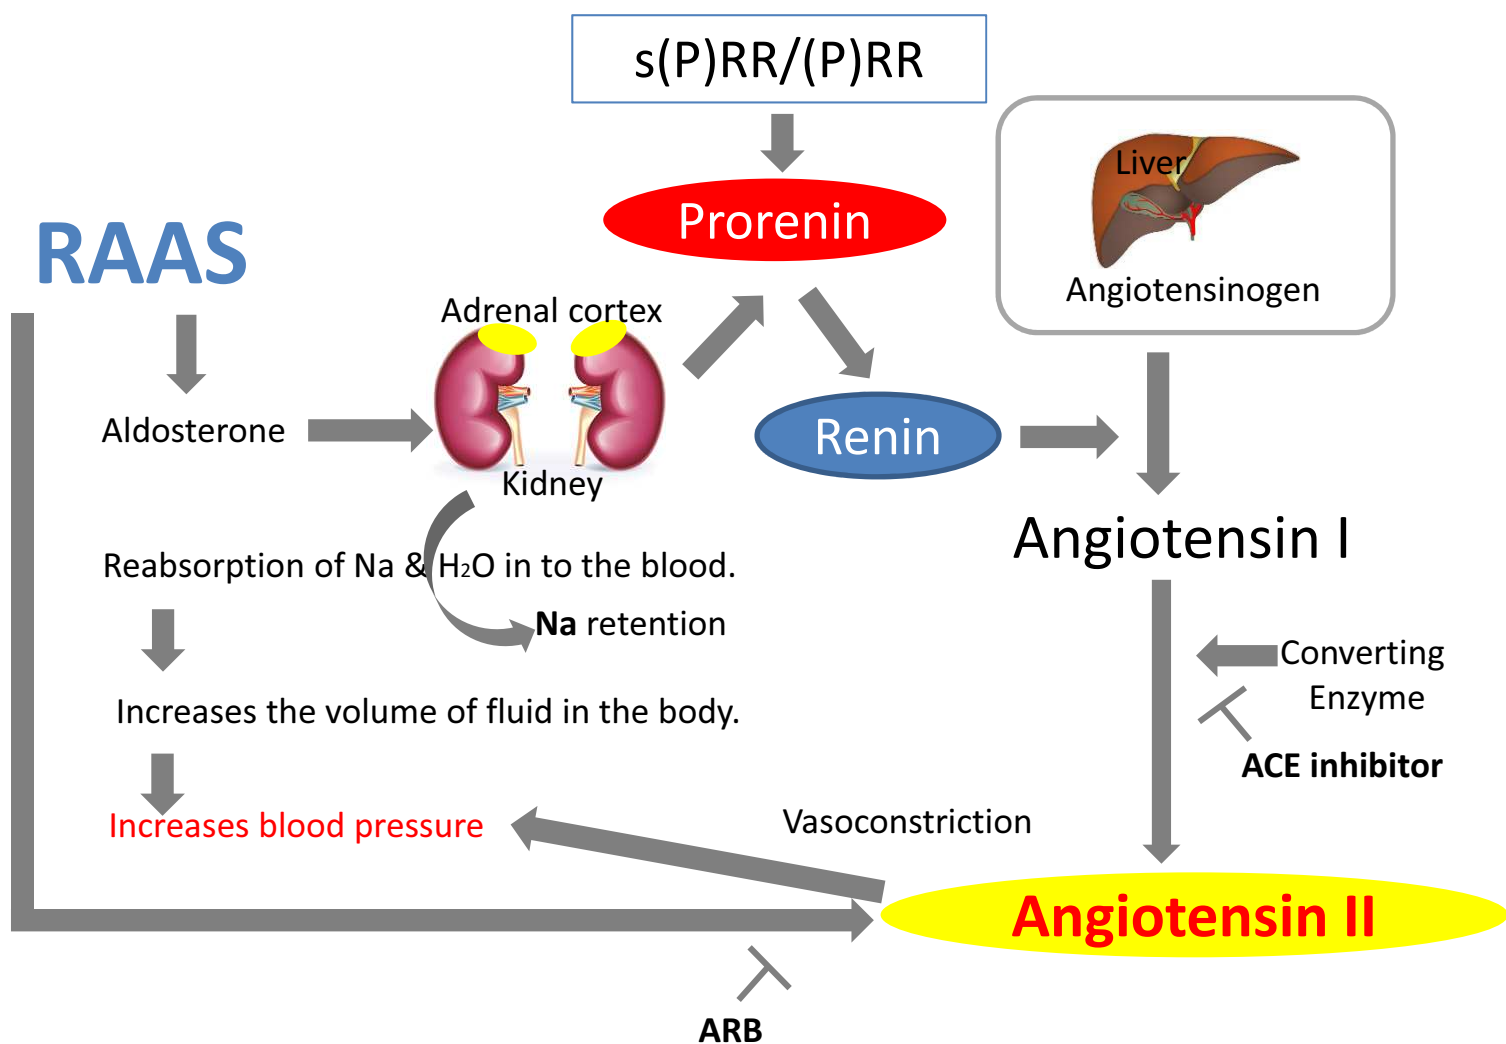 s(P)RR/(P)RR
Liver
Prorenin
RAAS
Angiotensinogen
Adrenal cortex
Aldosterone
Renin
Kidney
Angiotensin I
Reabsorption of Na & H₂O in to the blood.
Na retention
Converting
Enzyme
Increases the volume of fluid in the body.
ACE inhibitor
Increases blood pressure
Vasoconstriction
Angiotensin II
ARB